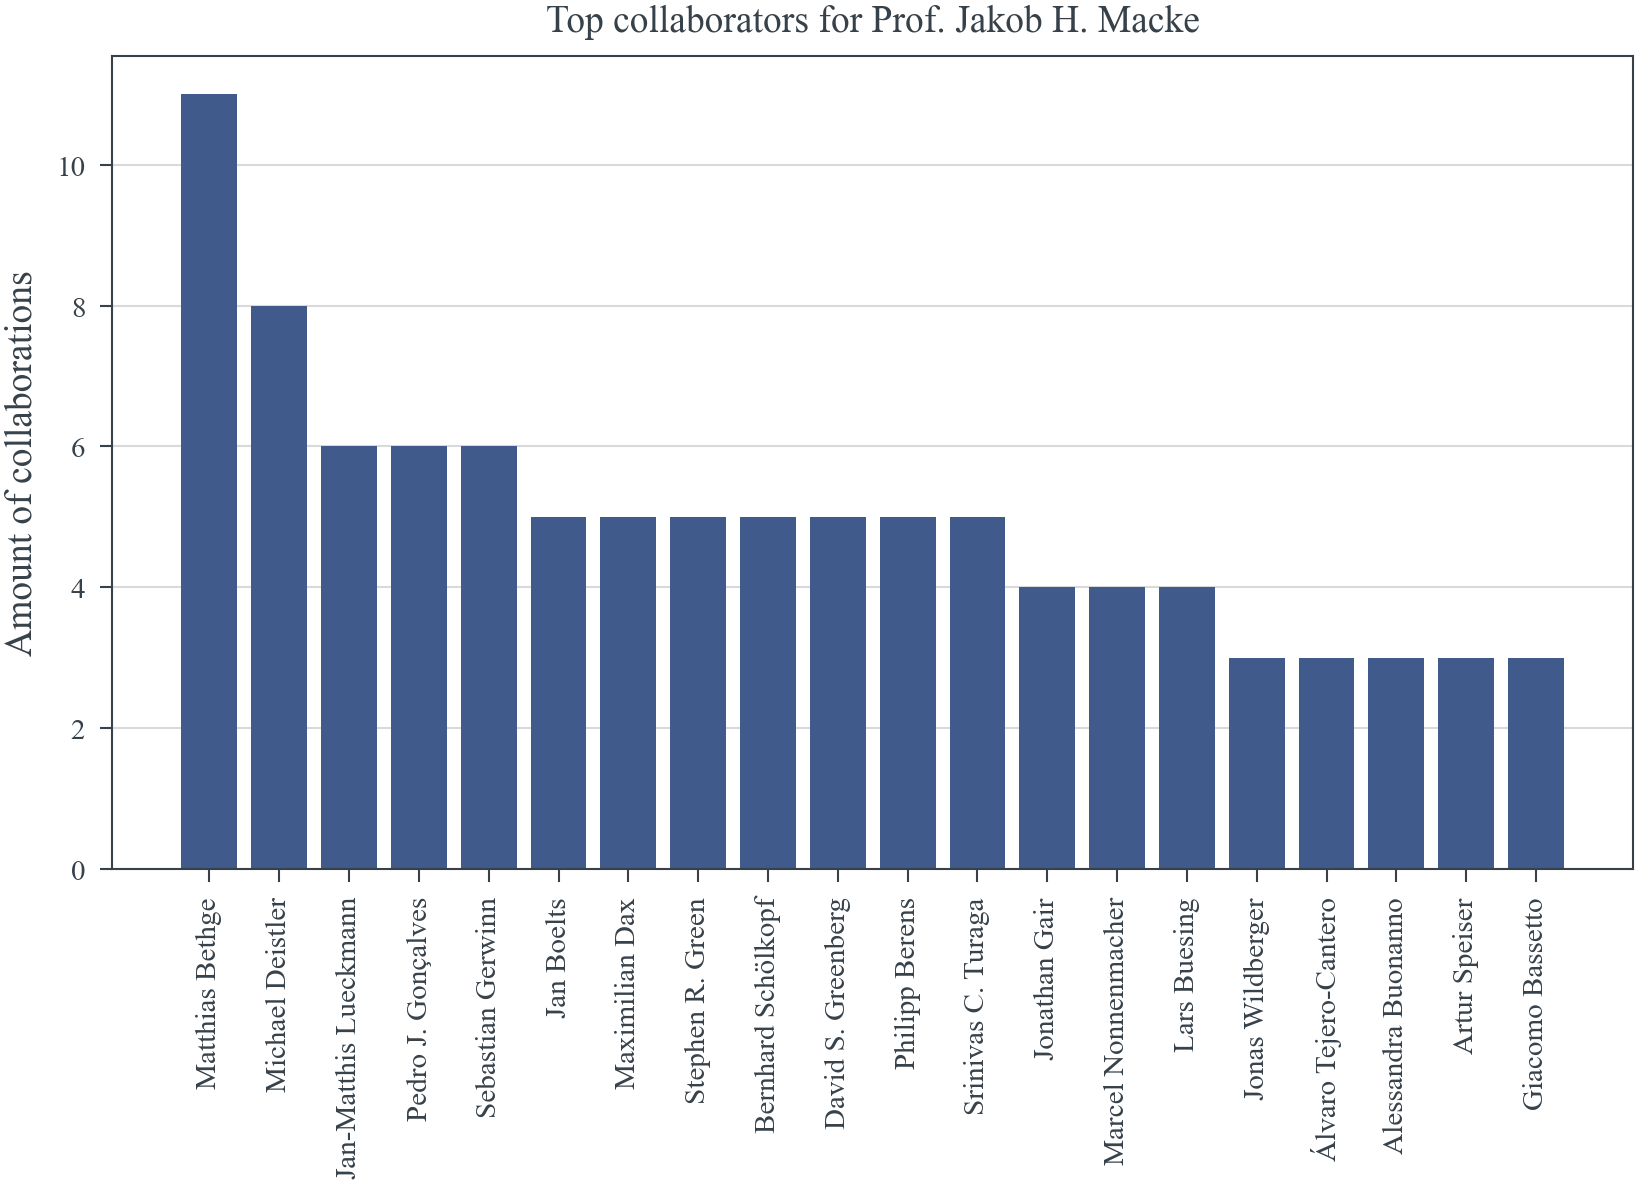 Top collaborators for Prof. Jakob H. Macke
Amount of collaborations
10
8
6
4
2
0
Matthias Bethge
Michael Deistler
Jan-Matthis Lueckmann
Pedro J. Gonçalves
Sebastian Gerwinn
Jan Boelts
Maximilian Dax
Stephen R. Green
Bernhard Schölkopf
David S. Greenberg
Philipp Berens
Srinivas C. Turaga
Jonathan Gair
Marcel Nonnenmacher
Lars Buesing
Jonas Wildberger
Álvaro Tejero-Cantero
Alessandra Buonanno
Artur Speiser
Giacomo Bassetto